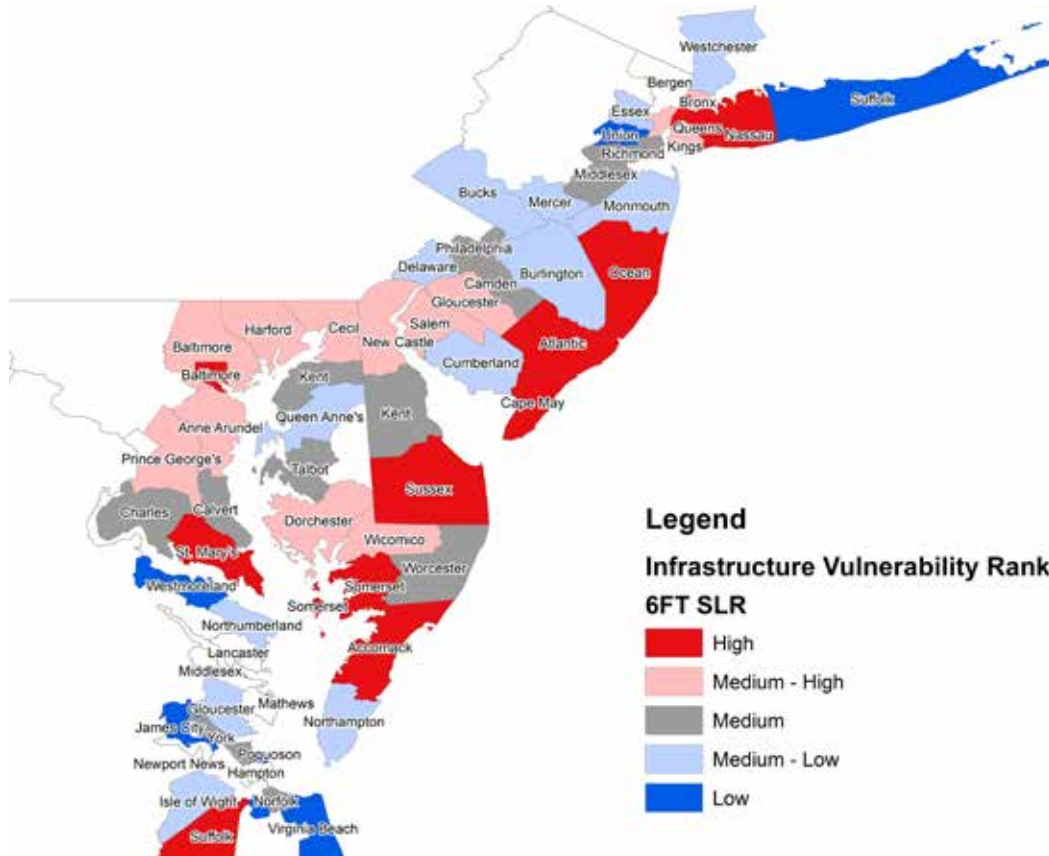 Westchester
Bergen
Suffolk
Bronx
Essex
Queens
Nassau
Union
Kings
Richmond
Middlesex
Bucks
Mercer
Monmouth
Philadelphia
Delaware
Burlington
Ocean
Camden
Gloucester
Harford
Cecil
Salem
New Castle
Baltimore
Atlantic
Cumberland
Baltimore
Kent
Cape May
Queen Anne's
Kent
Anne Arundel
Prince George's
Talbot
Sussex
Charles
Calvert
Dorchester
Wicomico
St. Mary's
Worcester
Westmoreland
Somerset
Somerset
Northumberland
Accomack
Lancaster
Middlesex
Mathews
Gloucester
Northampton
James City
York
Poquoson
Newport News
Hampton
Isle of Wight
Norfolk
Virginia Beach
Suffolk
Legend
Infrastructure Vulnerability Rank
6FT SLR
High
Medium - High
Medium
Medium - Low
Low